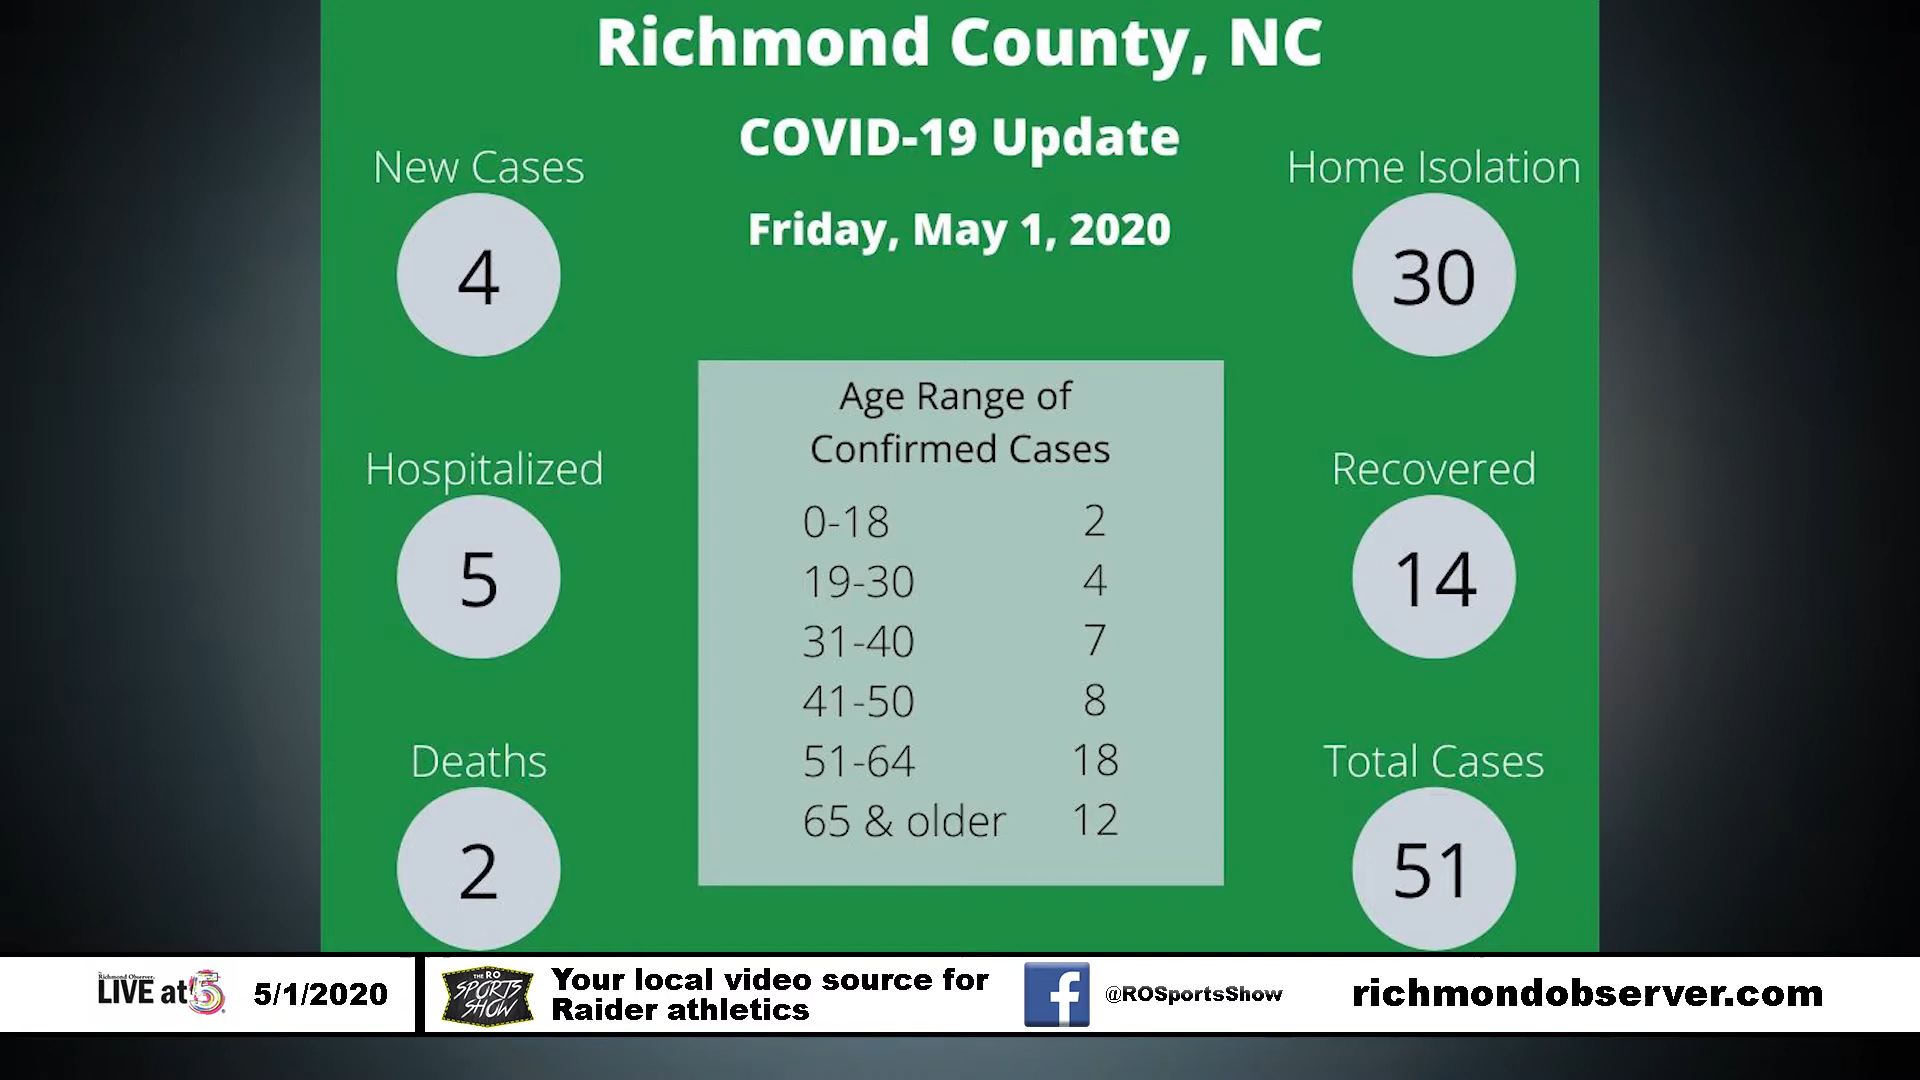 Richmond County, NC
COVID-19 Update
Friday, May 1, 2020
New Cases
4
Home Isolation
30
Hospitalized
5
Recovered
14
Deaths
2
Total Cases
51
Age Range of
Confirmed Cases
0-18 2
19-30 4
31-40 7
41-50 8
51-64 18
65 & older 12
The Richmond Observer
LIVE at 5
5/1/2020
THE RO
SPORTS
SHOW
Your local video source for
Raider athletics
f
@ROSportsShow
richmondobserver.com